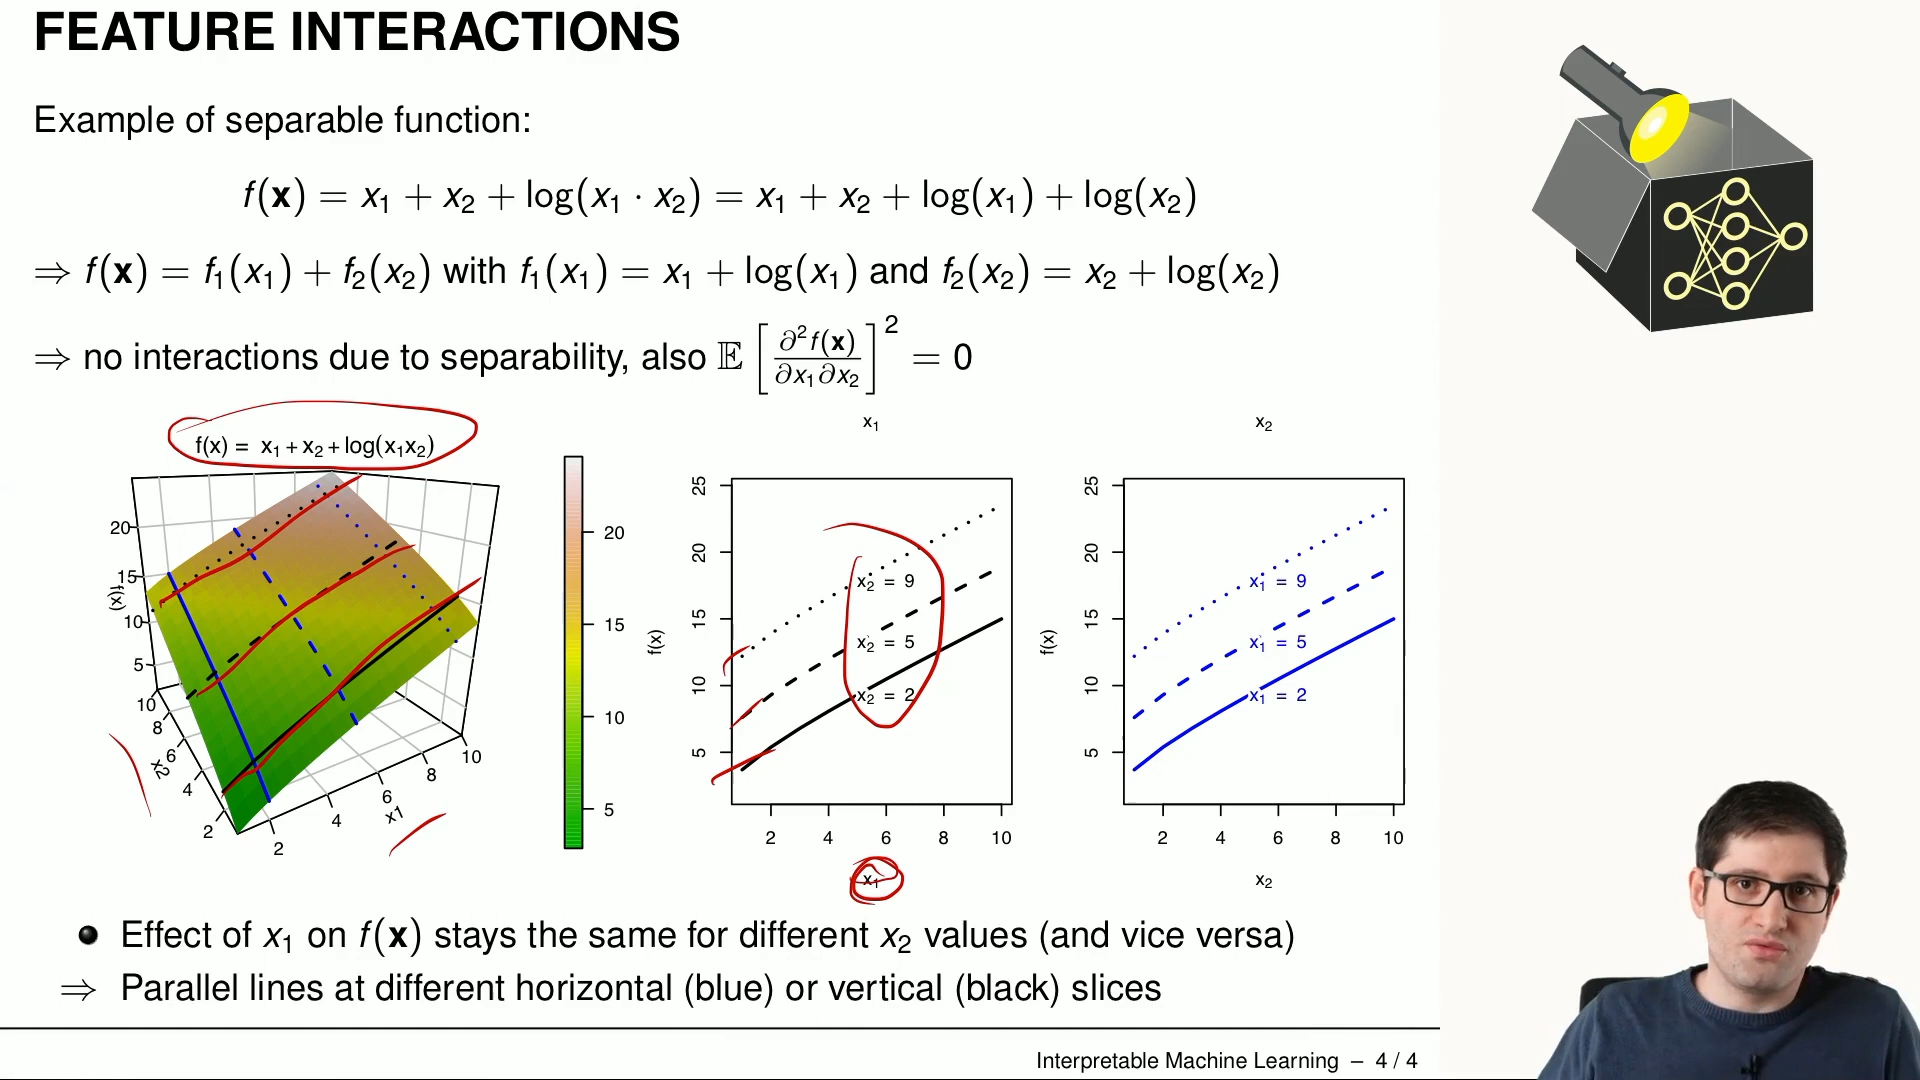 FEATURE INTERACTIONS
Example of separable function:
f(x) = x₁ + x₂ + log(x₁ · x₂) = x₁ + x₂ + log(x₁) + log(x₂)
⇒ f(x) = f₁(x₁) + f₂(x₂) with f₁(x₁) = x₁ + log(x₁) and f₂(x₂) = x₂ + log(x₂)
⇒ no interactions due to separability, also 𝔼 [∂²f(x) / ∂x₁∂x₂]² = 0
f(x) = x₁ + x₂ + log(x₁x₂)
20
15
10
5
f(x)
10
8
6
4
2
x2
2
4
6
8
10
x1
20
15
10
5
x₁
25
20
15
10
5
f(x)
x₂ = 9
x₂ = 5
x₂ = 2
2 4 6 8 10
x₁
x₂
25
20
15
10
5
f(x)
x₁ = 9
x₁ = 5
x₁ = 2
2 4 6 8 10
x₂
● Effect of x₁ on f(x) stays the same for different x₂ values (and vice versa)
⇒ Parallel lines at different horizontal (blue) or vertical (black) slices
Interpretable Machine Learning – 4 / 4